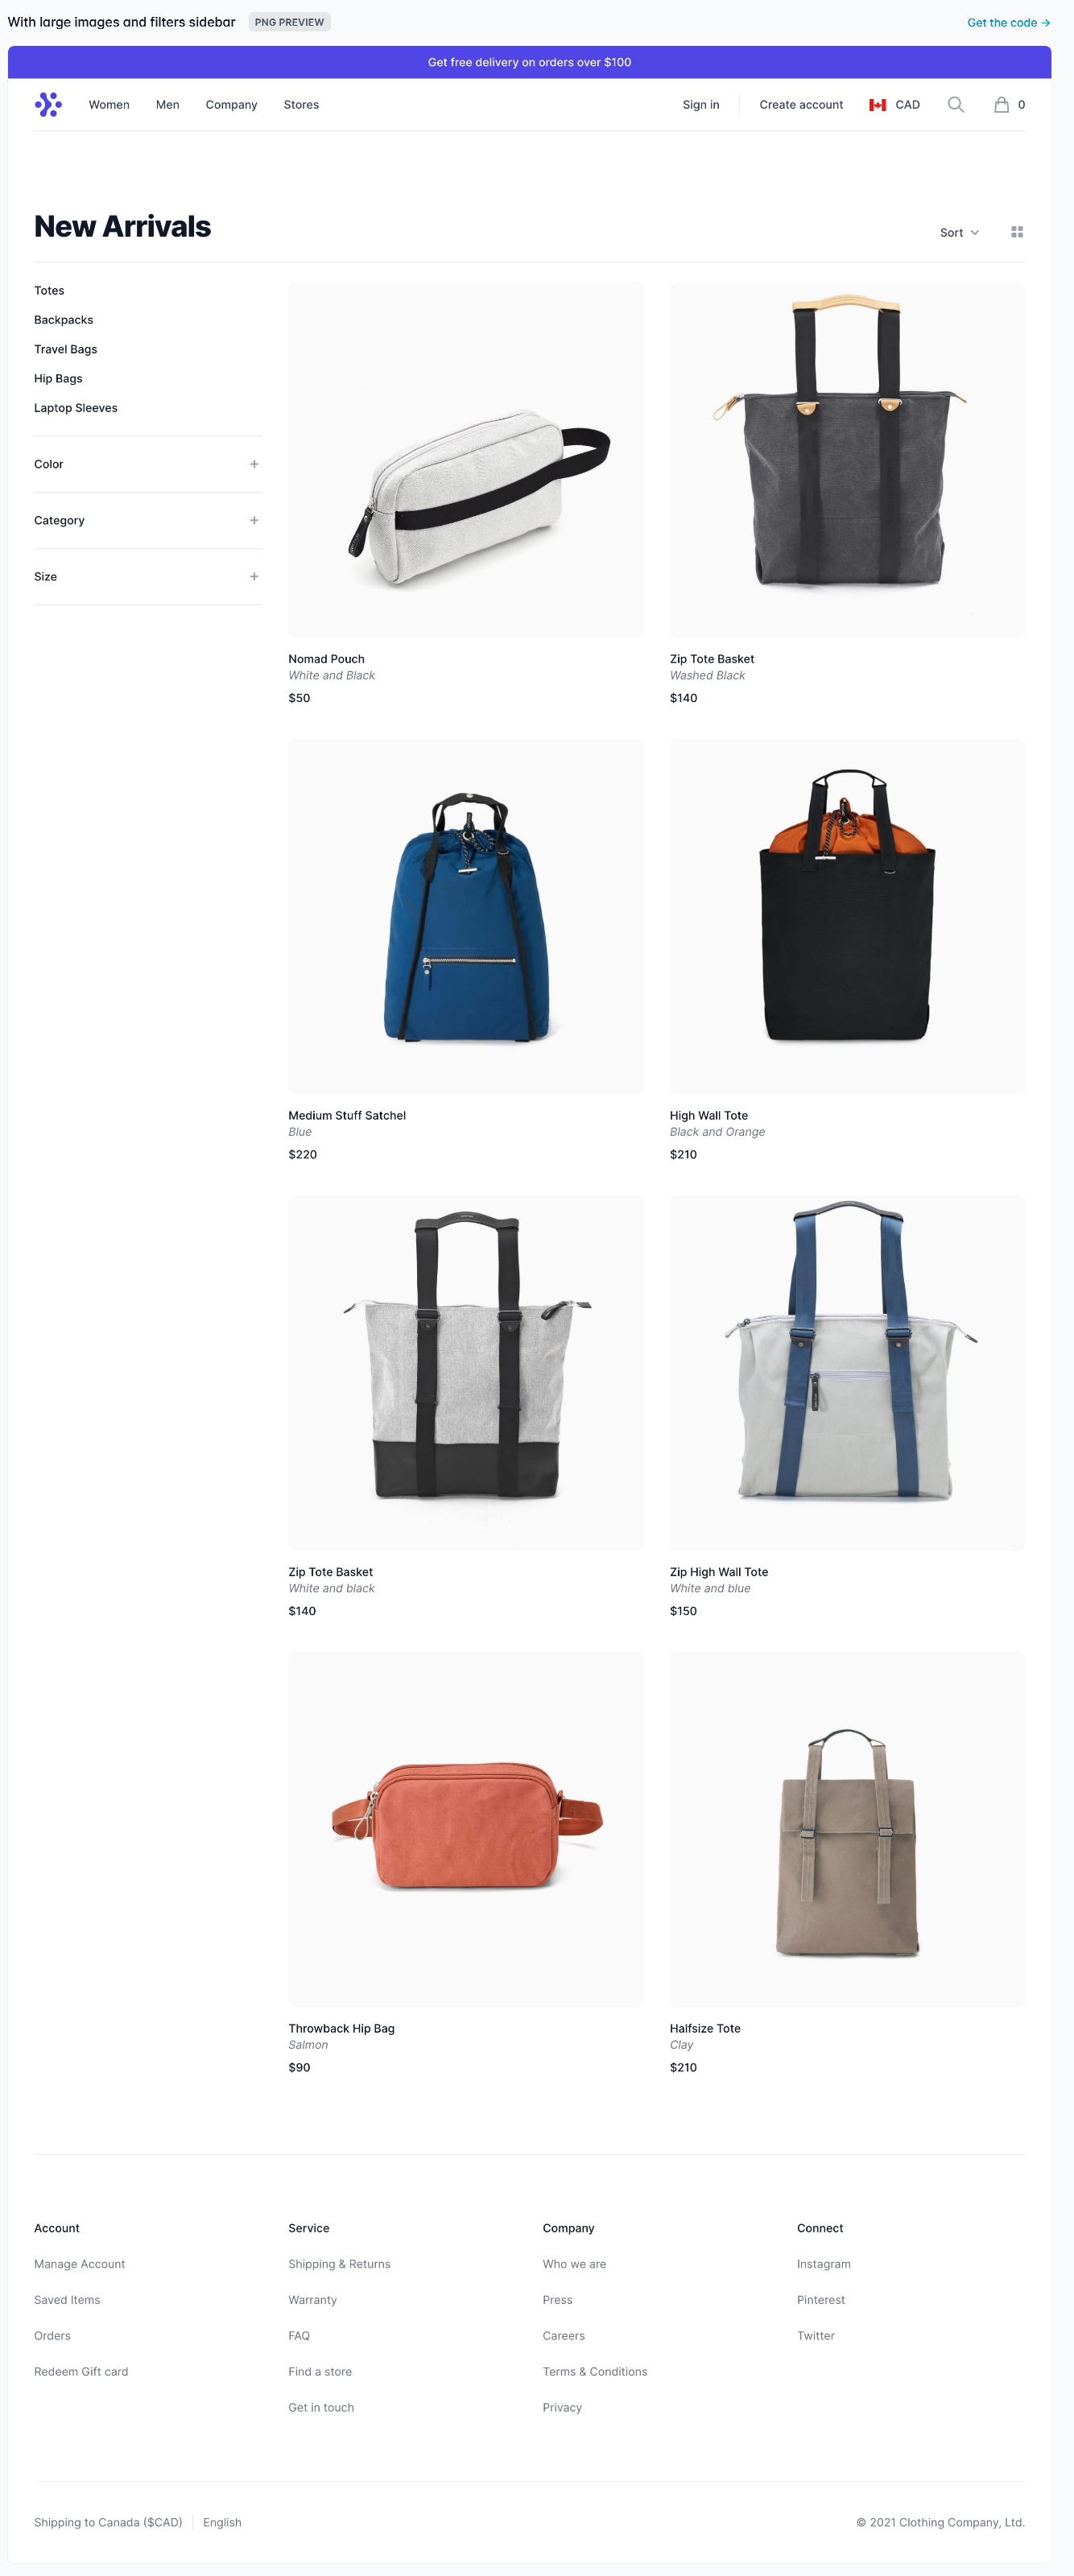 With large images and filters sidebar PNG PREVIEW Get the code →
Get free delivery on orders over $100
Women Men Company Stores Sign in Create account CAD 0
New Arrivals
Sort
Totes
Backpacks
Travel Bags
Hip Bags
Laptop Sleeves
Color +
Category +
Size +
Nomad Pouch
White and Black
$50
Zip Tote Basket
Washed Black
$140
Medium Stuff Satchel
Blue
$220
High Wall Tote
Black and Orange
$210
Zip Tote Basket
White and black
$140
Zip High Wall Tote
White and blue
$150
Throwback Hip Bag
Salmon
$90
Halfsize Tote
Clay
$210
Account
Manage Account
Saved Items
Orders
Redeem Gift card
Service
Shipping & Returns
Warranty
FAQ
Find a store
Get in touch
Company
Who we are
Press
Careers
Terms & Conditions
Privacy
Connect
Instagram
Pinterest
Twitter
Shipping to Canada ($CAD) English
© 2021 Clothing Company, Ltd.